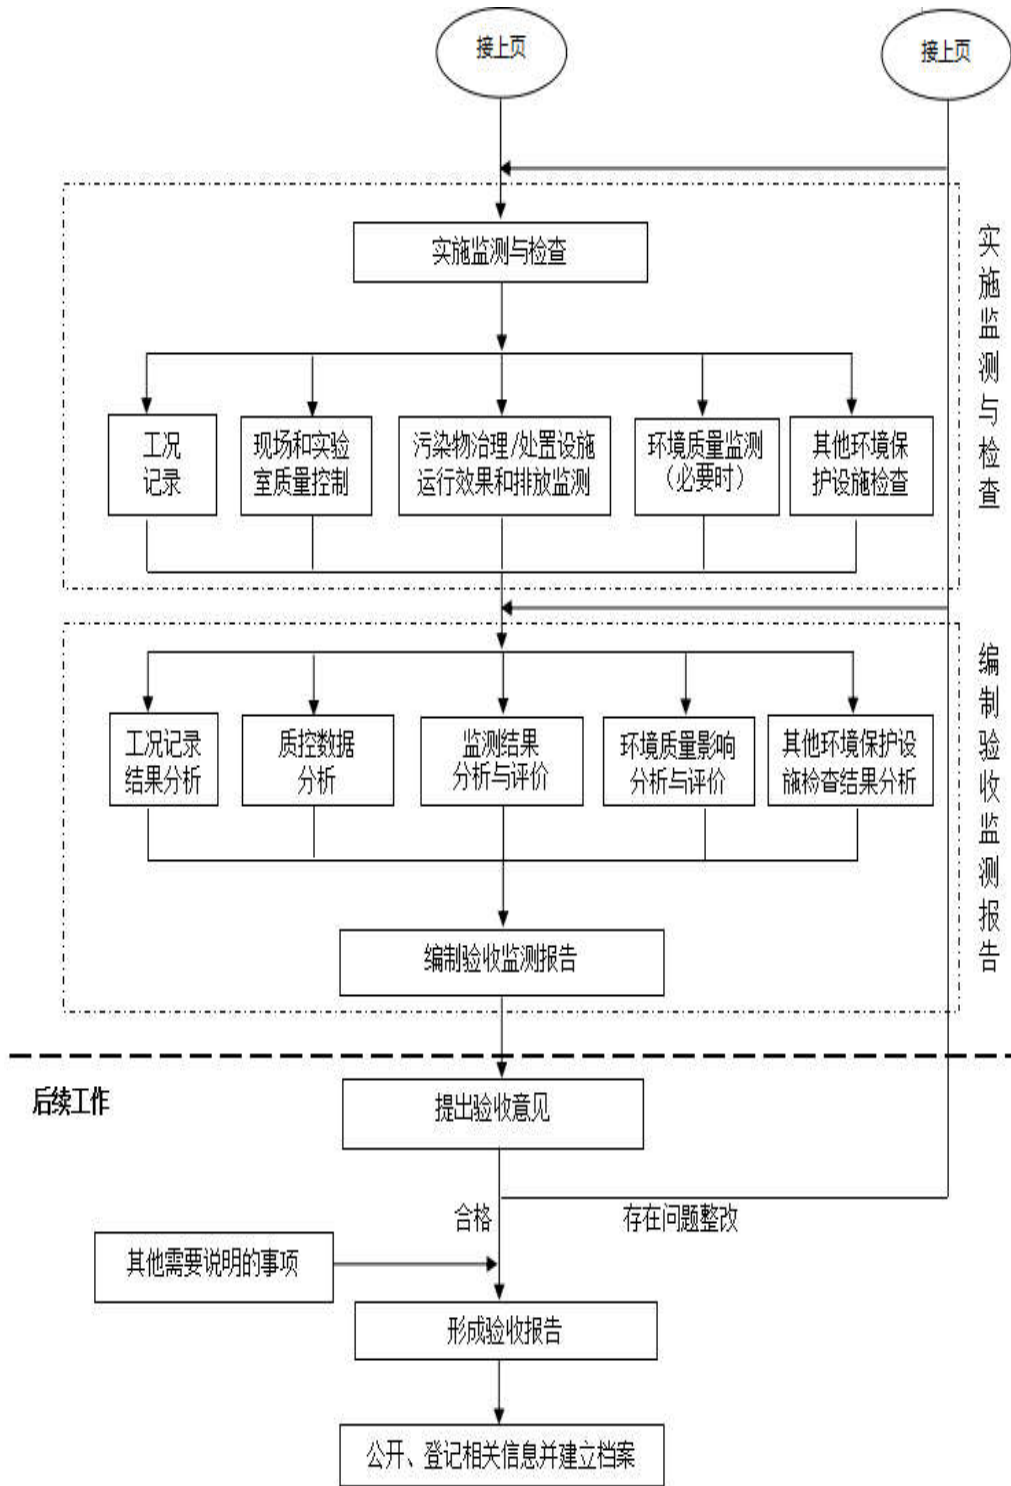 接上页
接上页
实施监测与检查
实施监测与检查
工况
记录
现场和实验
室质量控制
污染物治理/处置设施
运行效果和排放监测
环境质量监测
（必要时）
其他环境保
护设施检查
编制验收监测报告
工况记录
结果分析
质控数据
分析
监测结果
分析与评价
环境质量影响
分析与评价
其他环境保护设
施检查结果分析
编制验收监测报告
后续工作
提出验收意见
合格
存在问题整改
其他需要说明的事项
形成验收报告
公开、登记相关信息并建立档案